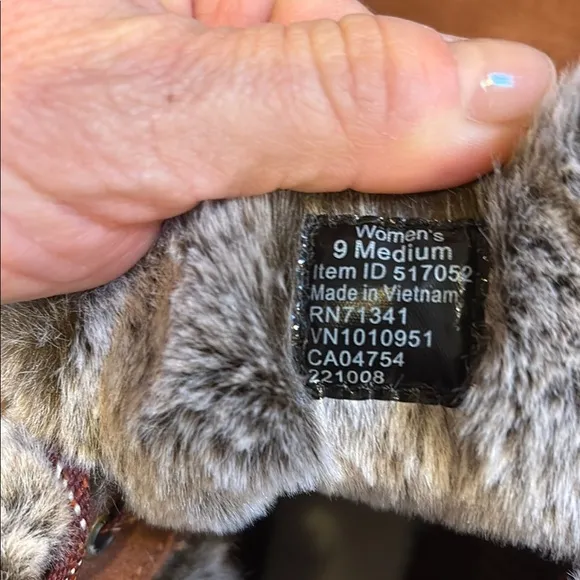 Women's
9 Medium
Item ID 517052
Made in Vietnam
RN71341
VN1010951
CA04754
221008